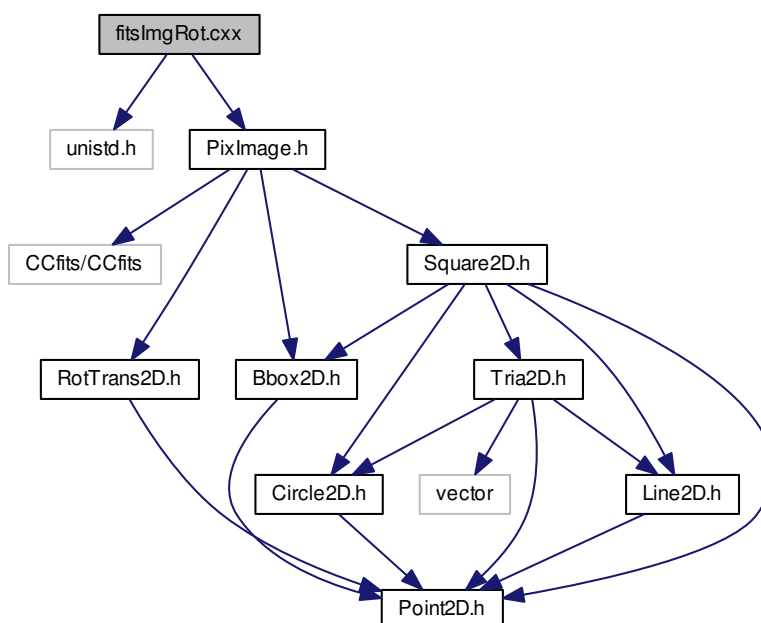 fitsImgRot.cxx
unistd.h
PixImage.h
CCfits/CCfits
Square2D.h
RotTrans2D.h
Bbox2D.h
Tria2D.h
Circle2D.h
vector
Line2D.h
Point2D.h